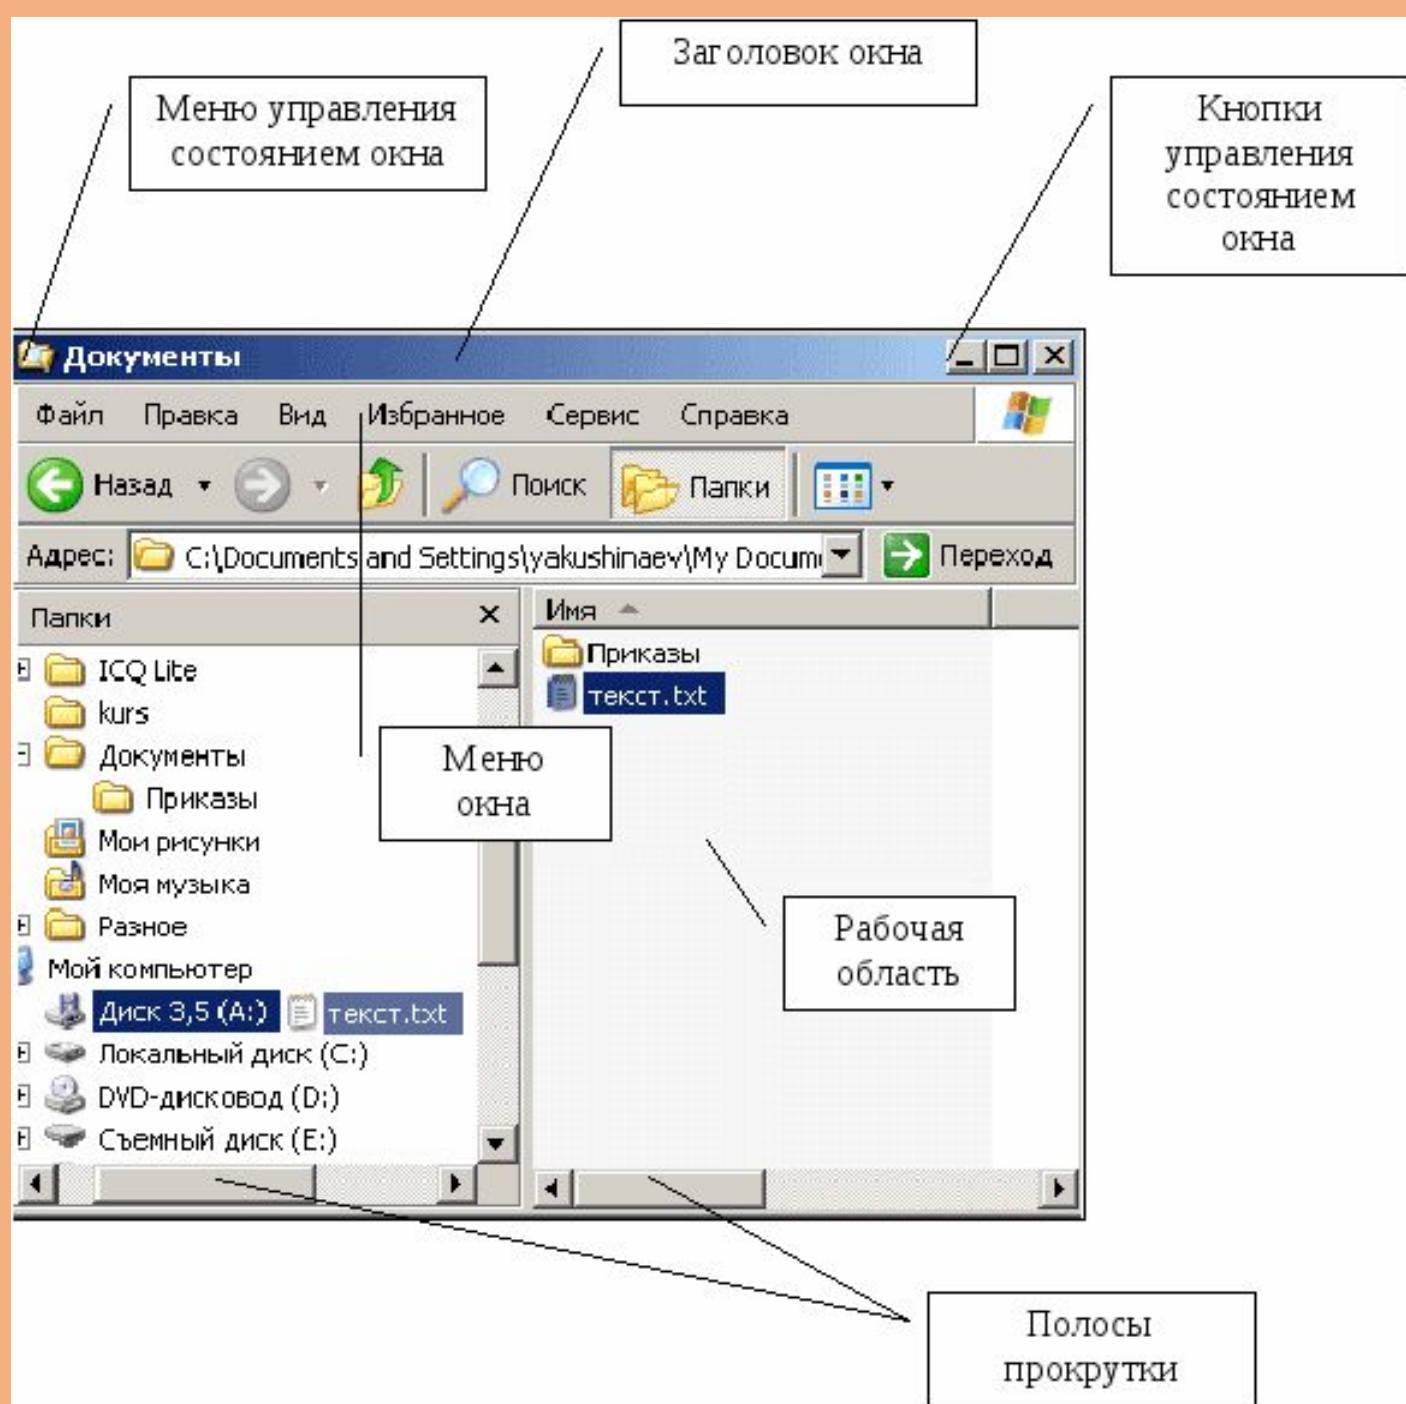 Заголовок окна
Меню управления
состоянием окна
Кнопки
управления
состоянием
окна
Документы
Файл Правка Вид Избранное Сервис Справка
Назад Поиск Папки
Адрес: C:\Documents and Settings\yakushinaev\My Docum Переход
Папки
Имя
ICQ Lite
kurs
Документы
Приказы
Мои рисунки
Моя музыка
Разное
Мой компьютер
Диск 3,5 (A:) текст.txt
Локальный диск (C:)
DVD-дисковод (D:)
Съемный диск (E:)
Приказы
текст.txt
Меню
окна
Рабочая
область
Полосы
прокрутки